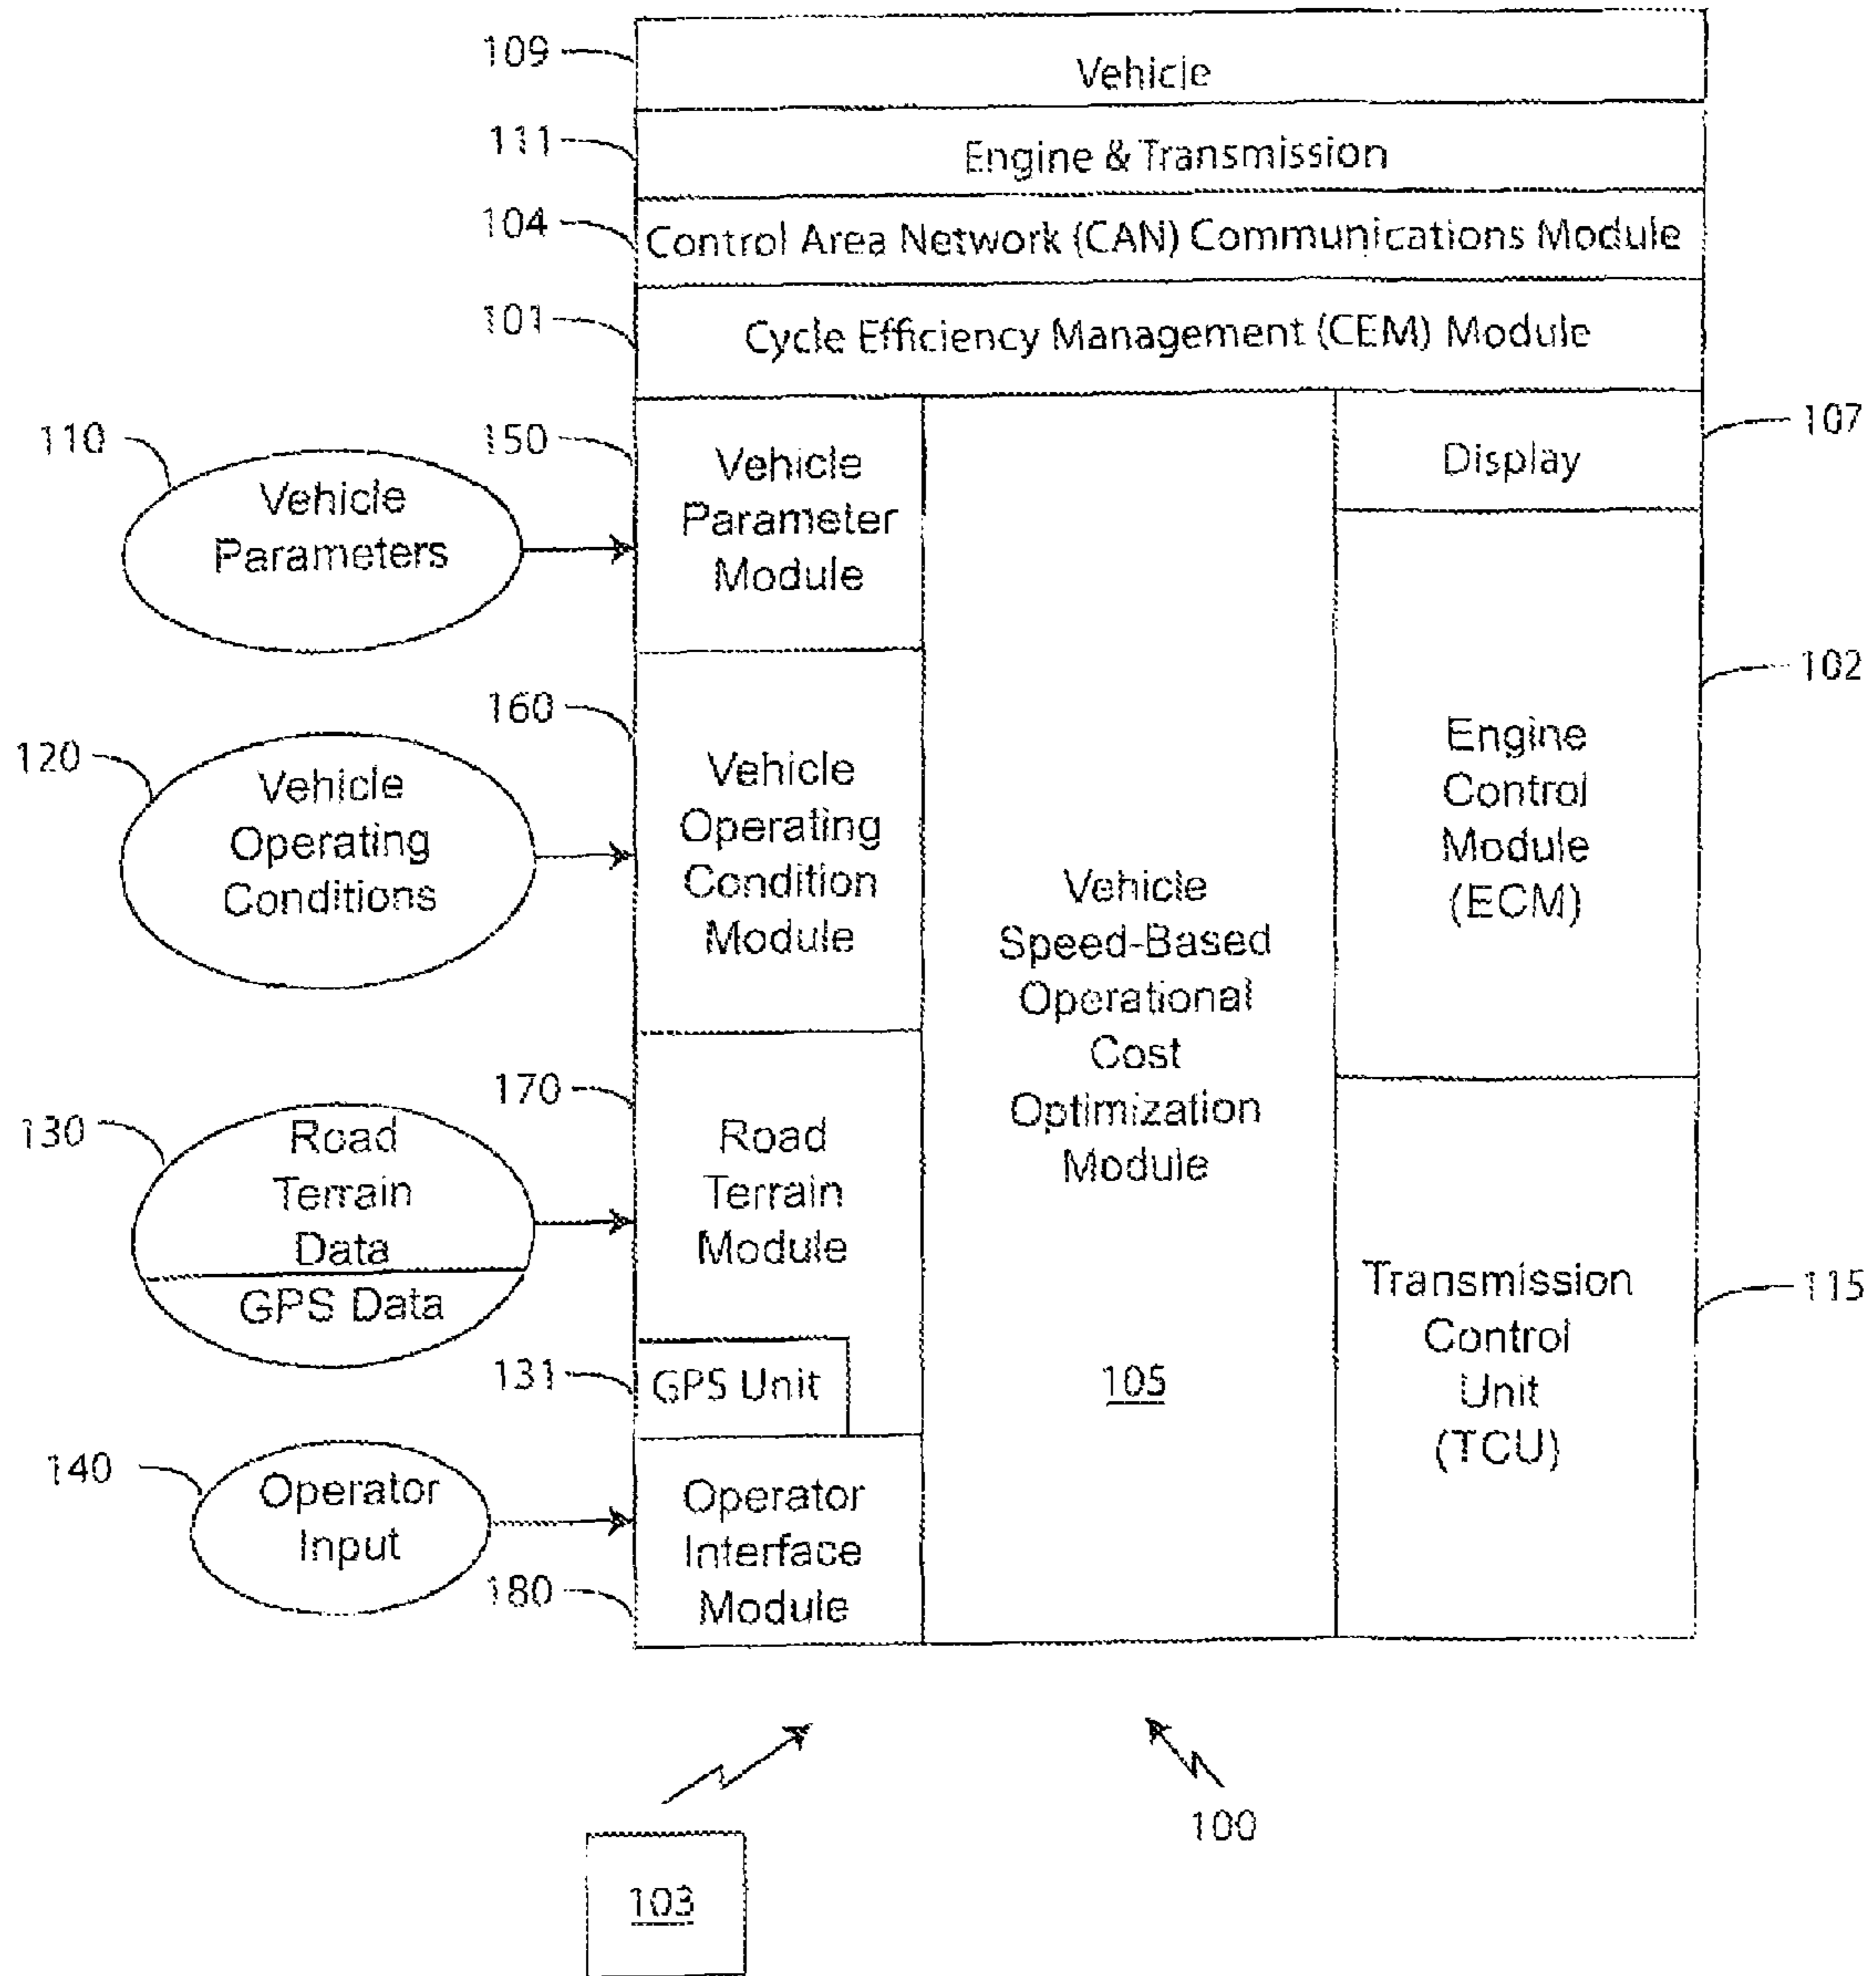 109
Vehicle
111
Engine & Transmission
104
Control Area Network (CAN) Communications Module
101
Cycle Efficiency Management (CEM) Module
110
Vehicle
Parameters
150
Vehicle
Parameter
Module
Display
107
120
Vehicle
Operating
Conditions
160
Vehicle
Operating
Condition
Module
Engine
Control
Module
(ECM)
102
130
Road
Terrain
Data
GPS Data
170
Road
Terrain
Module
131
GPS Unit
Vehicle
Speed-Based
Operational
Cost
Optimization
Module
105
Transmission
Control
Unit
(TCU)
115
140
Operator
Input
180
Operator
Interface
Module
100
103